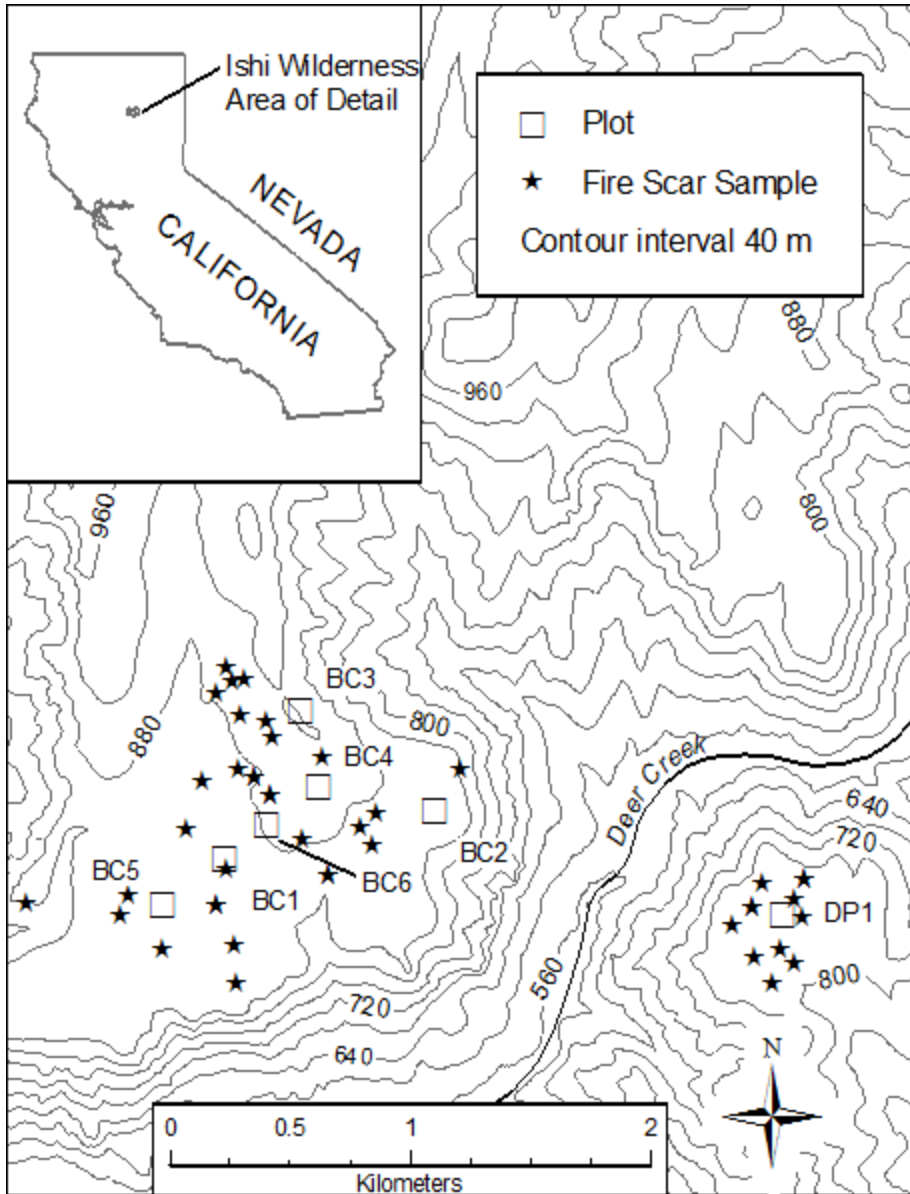 Ishi Wilderness
Area of Detail
NEVADA
CALIFORNIA
Plot
Fire Scar Sample
Contour interval 40 m
880
960
960
800
BC3
880
800
BC4
Deer Creek
640
720
BC2
BC5
BC6
BC1
DP1
560
800
720
640
N
0 0.5 1 2
Kilometers